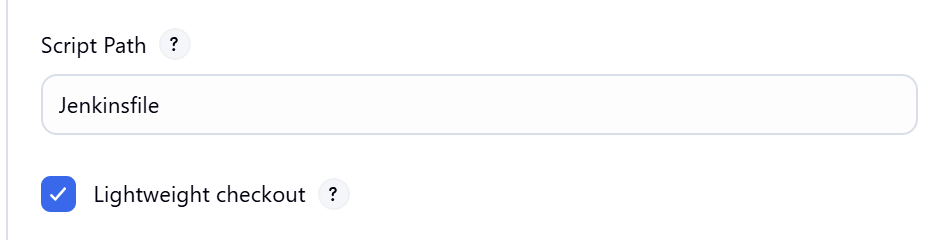 Script Path ?
Jenkinsfile
Lightweight checkout ?